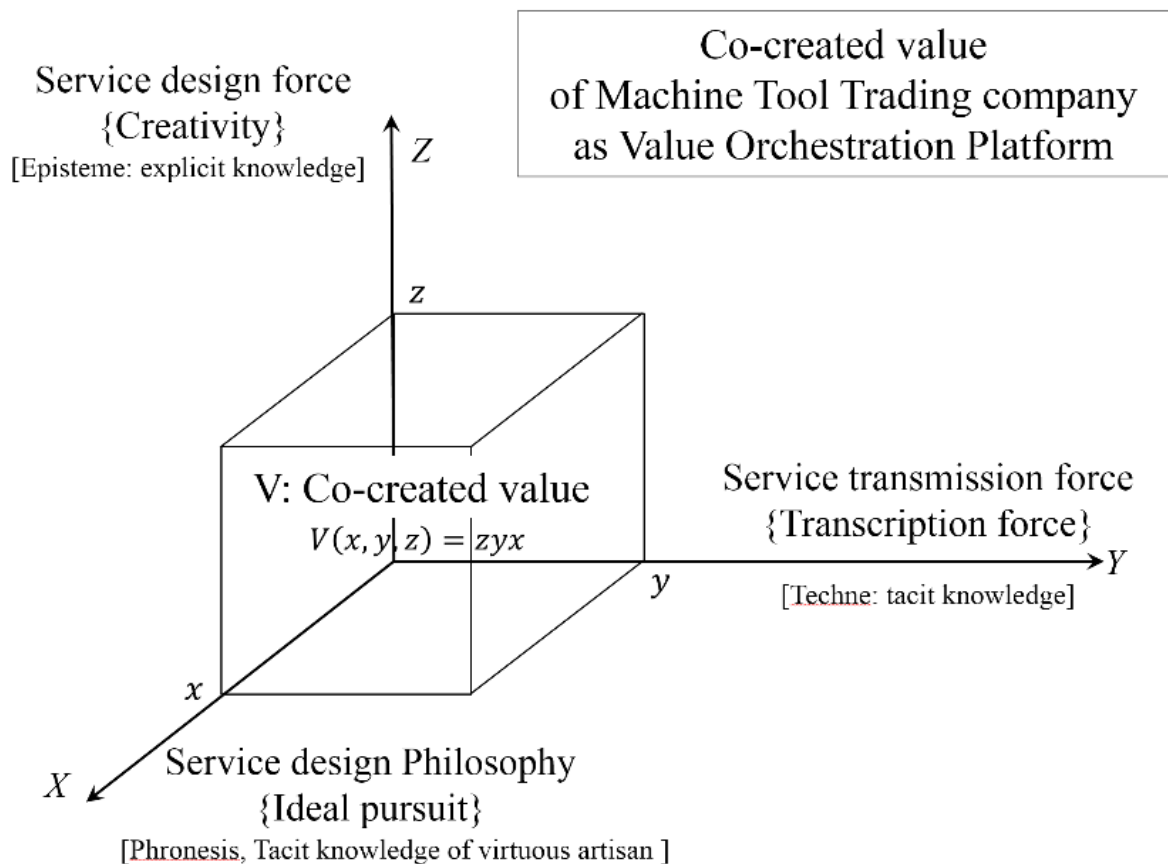 Co-created value
of Machine Tool Trading company
as Value Orchestration Platform
Service design force
{Creativity}
[Episteme: explicit knowledge]
Z
z
V: Co-created value
V(x, y, z) = zyx
Service transmission force
{Transcription force}
Y
y
[Techne: tacit knowledge]
x
X
Service design Philosophy
{Ideal pursuit}
[Phronesis, Tacit knowledge of virtuous artisan ]